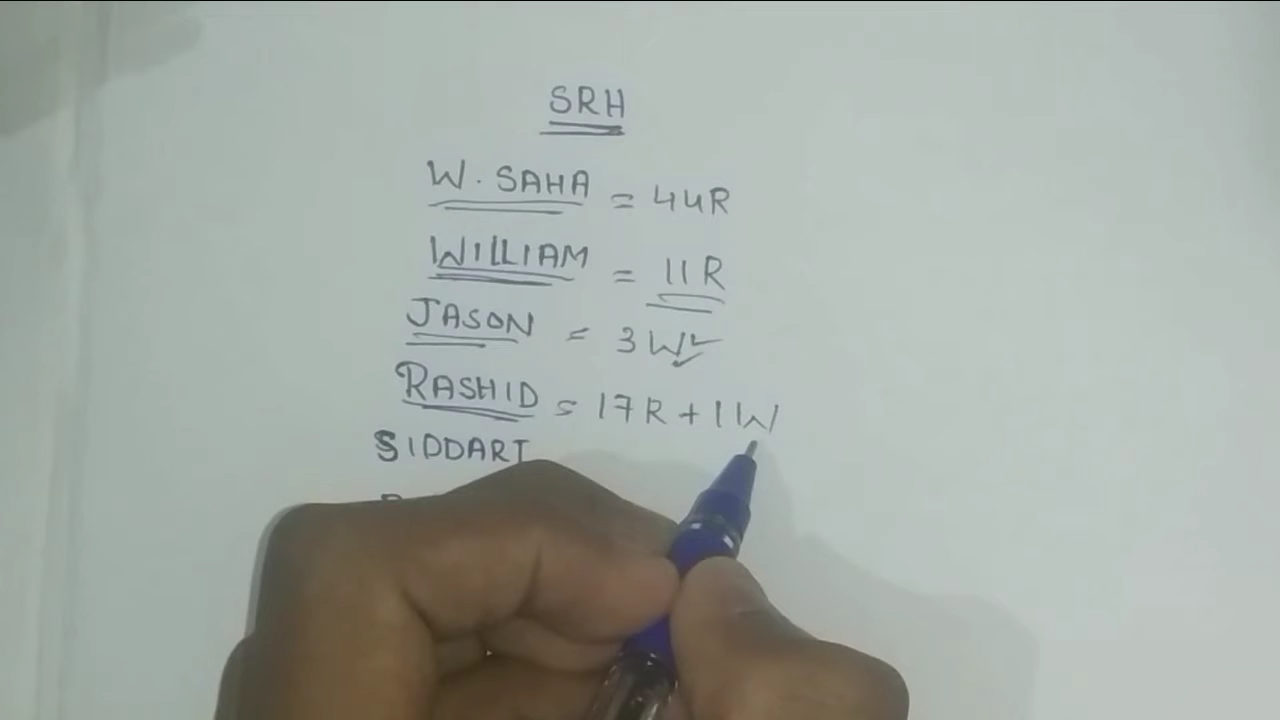 SRH
W. SAHA = 44R
WILLIAM = 11R
JASON = 3W
RASHID = 17R + 1W
SIDDART